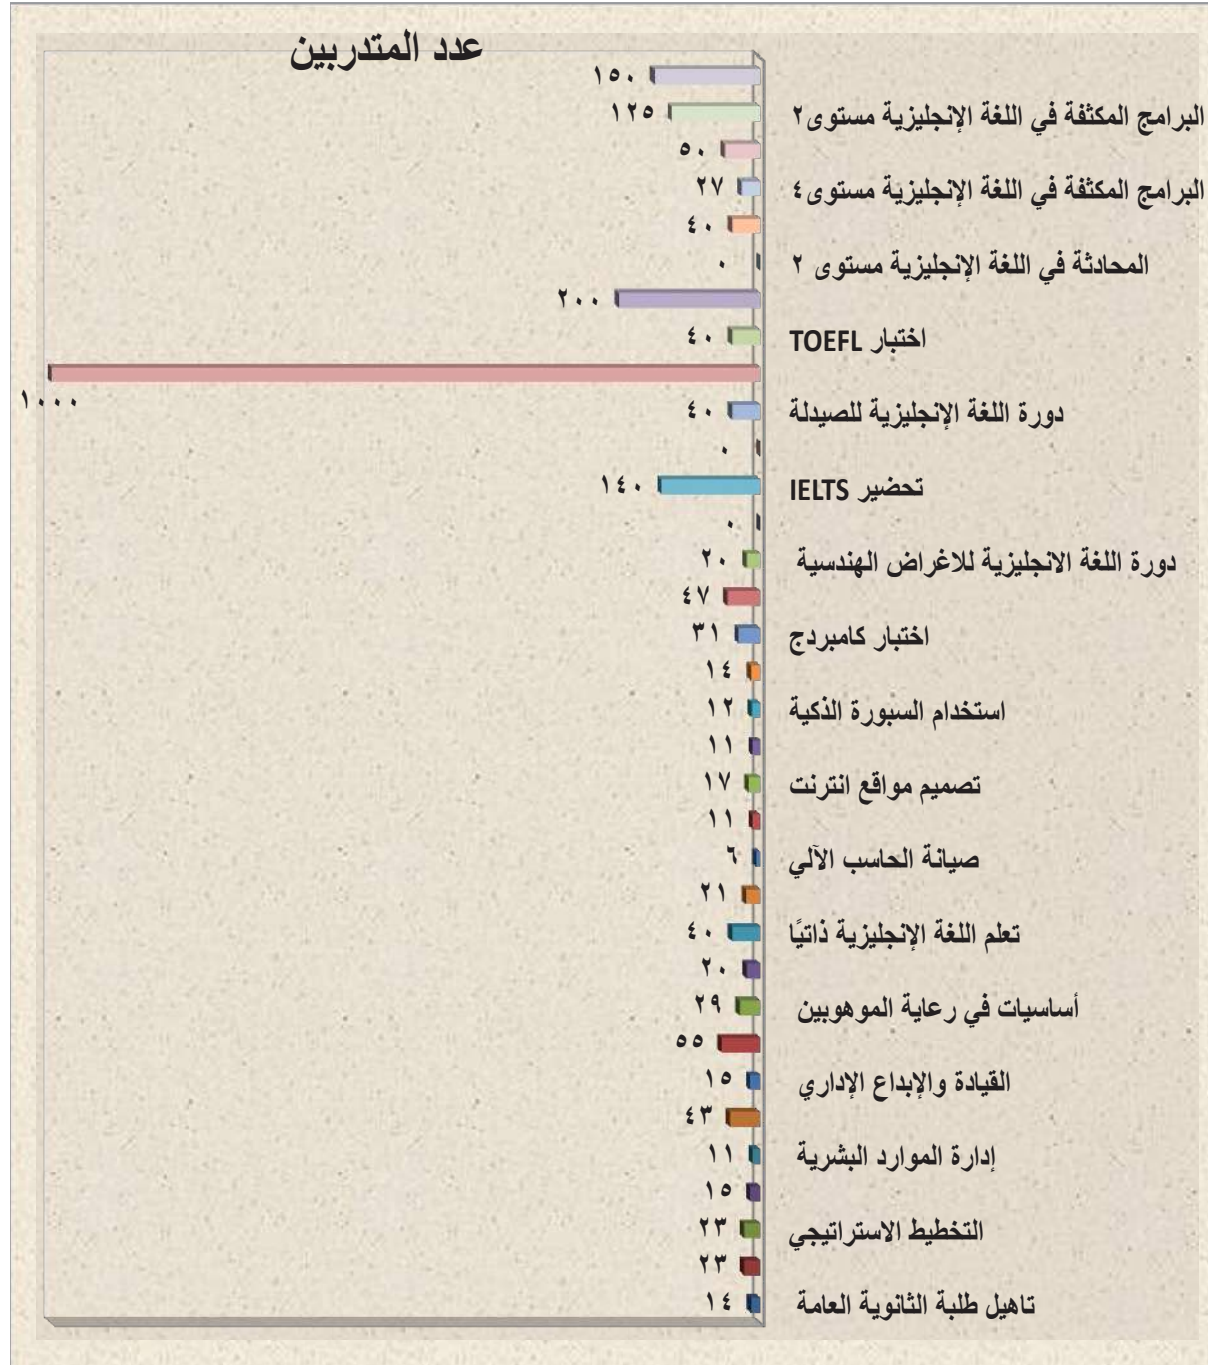 عدد المتدربين
١٥٠
١٢٥ البرامج المكثفة في اللغة الإنجليزية مستوى٢
٥٠
٢٧ البرامج المكثفة في اللغة الإنجليزية مستوى٤
٤٠
٠ المحادثة في اللغة الإنجليزية مستوى ٢
٢٠٠
٤٠ اختبار TOEFL
١٠٠٠
٤٠ دورة اللغة الإنجليزية للصيدلة
٠
١٤٠ تحضير IELTS
٠
٢٠ دورة اللغة الانجليزية للاغراض الهندسية
٤٧
٣١ اختبار كامبردج
١٤
١٢ استخدام السبورة الذكية
١١
١٧ تصميم مواقع انترنت
١١
٦ صيانة الحاسب الآلي
٢١
٤٠ تعلم اللغة الإنجليزية ذاتيًا
٢٠
٢٩ أساسيات في رعاية الموهوبين
٥٥
١٥ القيادة والإبداع الإداري
٤٣
١١ إدارة الموارد البشرية
١٥
٢٣ التخطيط الاستراتيجي
٢٣
١٤ تاهيل طلبة الثانوية العامة